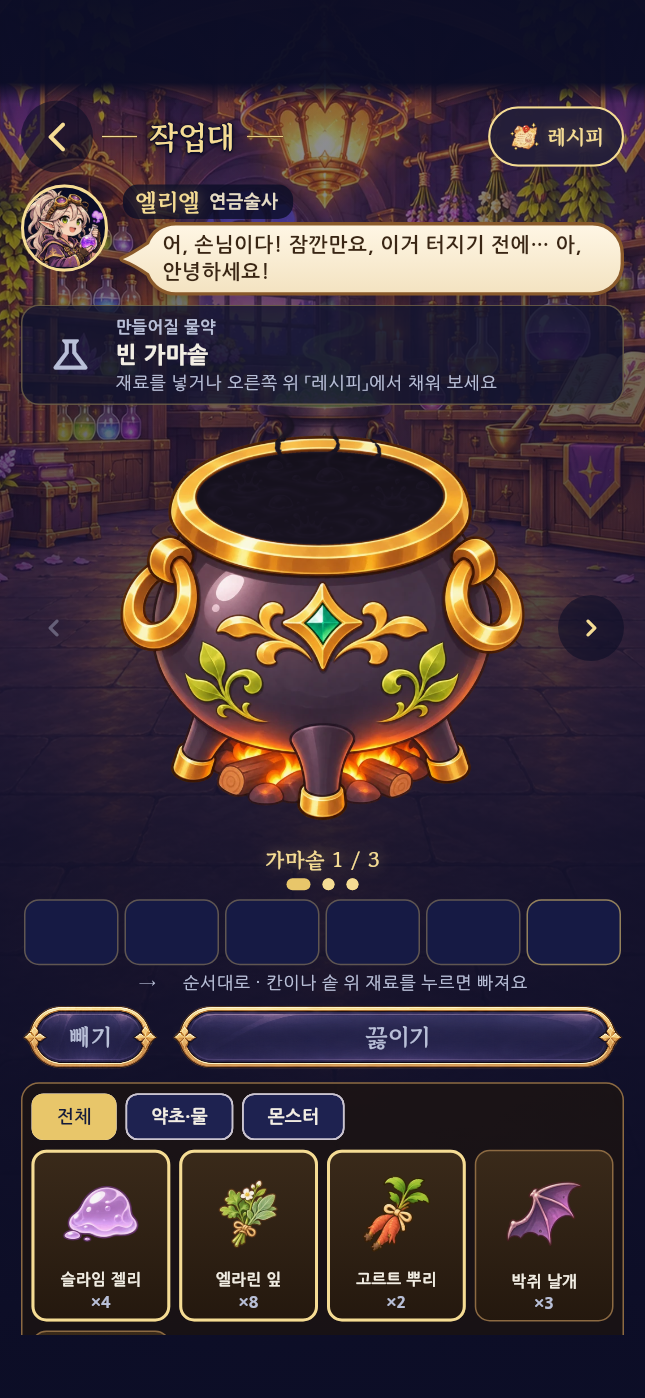 작업대
레시피
엘리엘 연금술사
어, 손님이다! 잠깐만요, 이거 터지기 전에… 아,
안녕하세요!
만들어질 물약
빈 가마솥
재료를 넣거나 오른쪽 위 「레시피」에서 채워 보세요
가마솥 1 / 3
→ 순서대로 · 칸이나 솥 위 재료를 누르면 빠져요
빼기
끓이기
전체
약초·물
몬스터
슬라임 젤리
×4
엘라린 잎
×8
고르트 뿌리
×2
박쥐 날개
×3